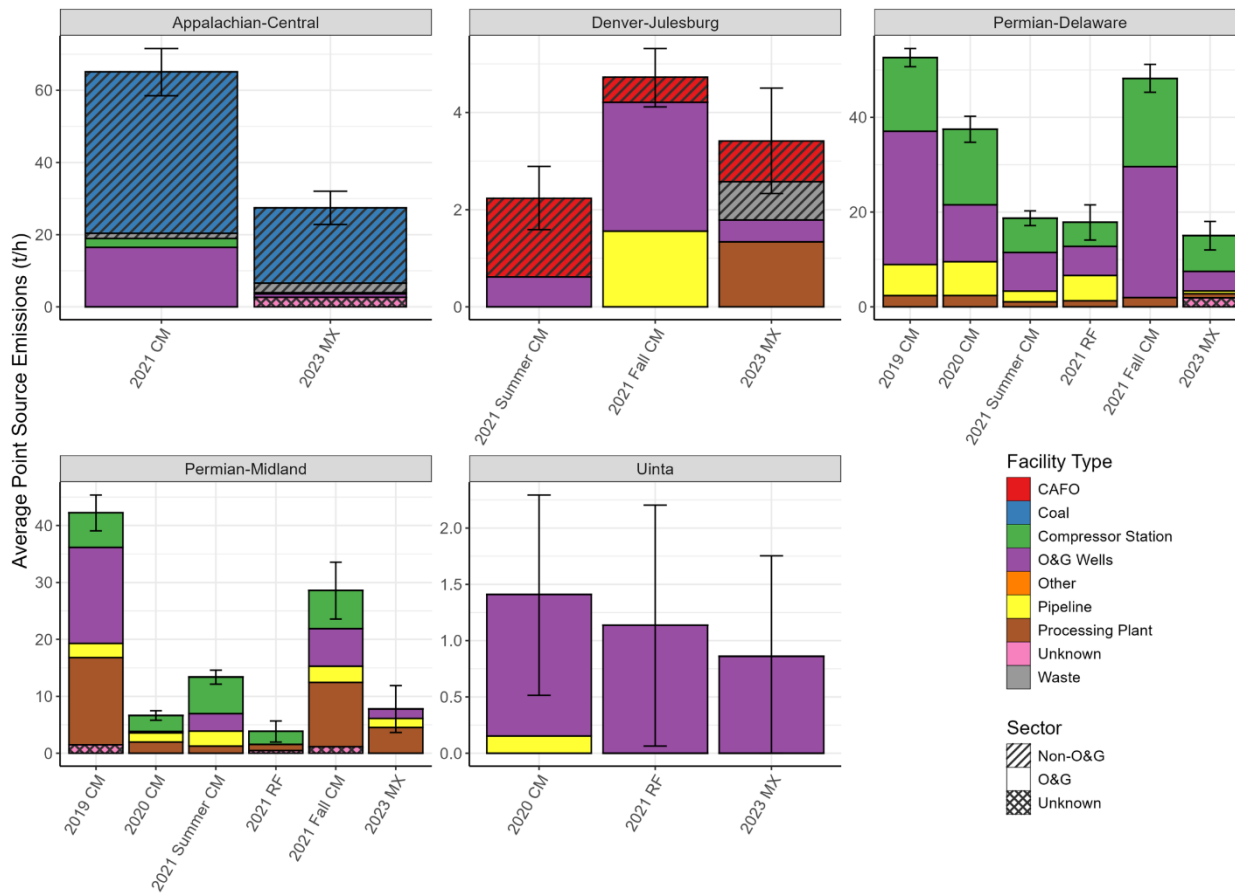 Appalachian-Central
Denver-Julesburg
Permian-Delaware
Average Point Source Emissions (t/h)
60
40
20
0
2021 CM
2023 MX
4
2
0
2021 Summer CM
2021 Fall CM
2023 MX
40
20
0
2019 CM
2020 CM
2021 Summer CM
2021 RF
2021 Fall CM
2023 MX
Permian-Midland
Uinta
40
30
20
10
0
2019 CM
2020 CM
2021 Summer CM
2021 RF
2021 Fall CM
2023 MX
2.0
1.5
1.0
0.5
0.0
2020 CM
2021 RF
2023 MX
Facility Type
CAFO
Coal
Compressor Station
O&G Wells
Other
Pipeline
Processing Plant
Unknown
Waste
Sector
Non-O&G
O&G
Unknown